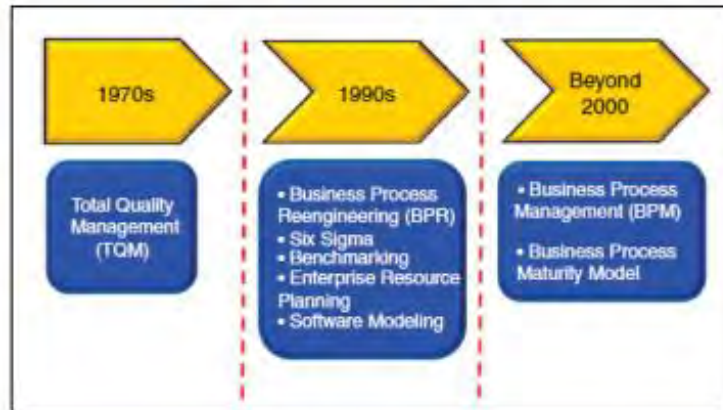 1970s
1990s
Beyond
2000
Total Quality
Management
(TQM)
• Business Process
Reengineering (BPR)
• Six Sigma
• Benchmarking
• Enterprise Resource
Planning
• Software Modeling
• Business Process
Management (BPM)
• Business Process
Maturity Model